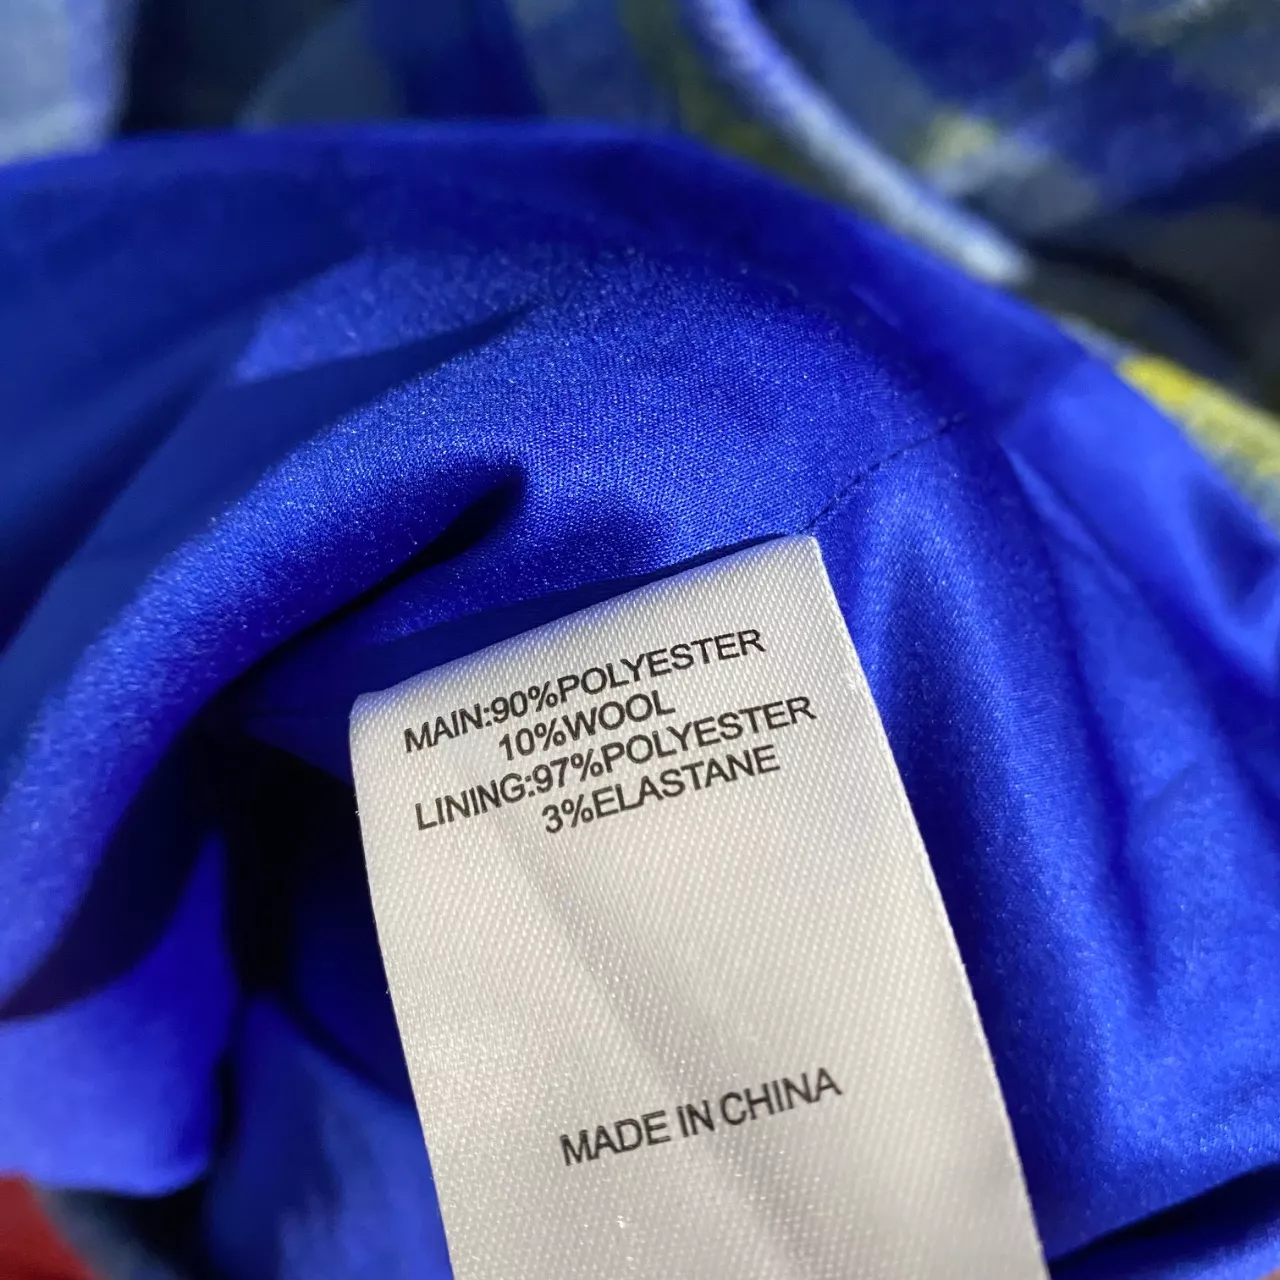 MAIN:90%POLYESTER
10%WOOL
LINING:97%POLYESTER
3%ELASTANE
MADE IN CHINA